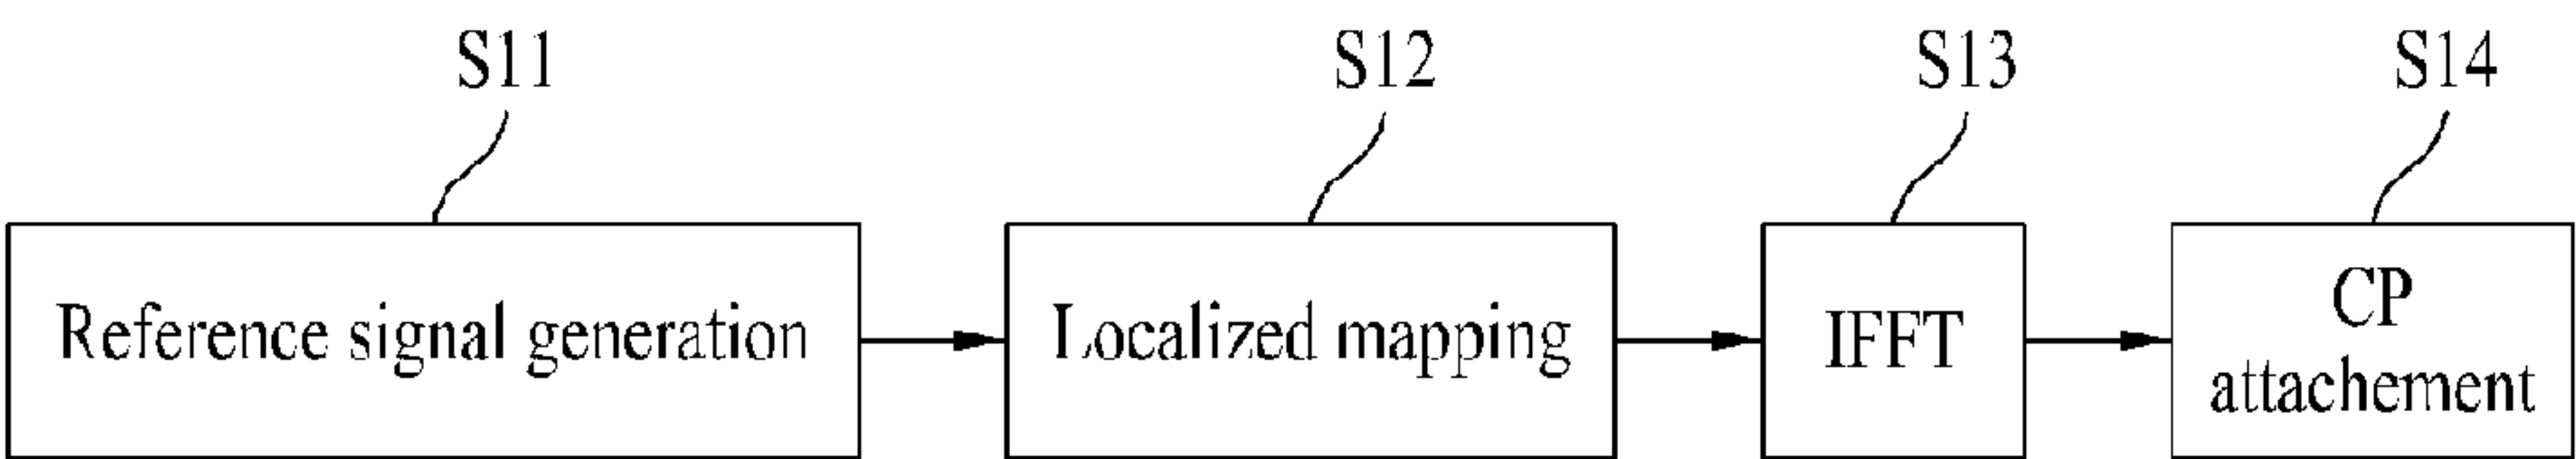 S11
S12
S13
S14
Reference signal generation
Localized mapping
IFFT
CP
attachement